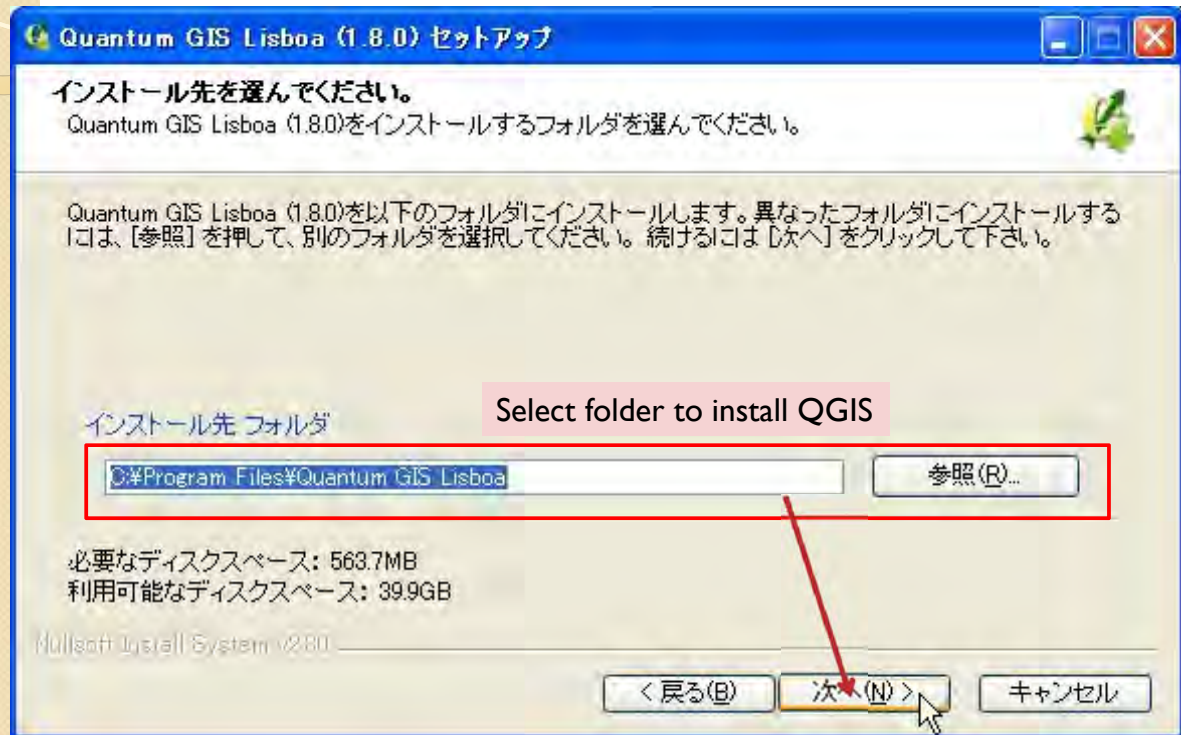 Quantum GIS Lisboa (1.8.0) セットアップ
インストール先を選んでください。
Quantum GIS Lisboa (1.8.0)をインストールするフォルダを選んでください。
Quantum GIS Lisboa (1.8.0)を以下のフォルダにインストールします。異なったフォルダにインストールする
には、[参照] を押して、別のフォルダを選択してください。 続けるには [次へ] をクリックして下さい。
Select folder to install QGIS
インストール先 フォルダ
C:¥Program Files¥Quantum GIS Lisboa
参照(R)...
必要なディスクスペース: 563.7MB
利用可能なディスクスペース: 39.9GB
Nullsoft Install System
< 戻る(B)
次へ(N) >
キャンセル